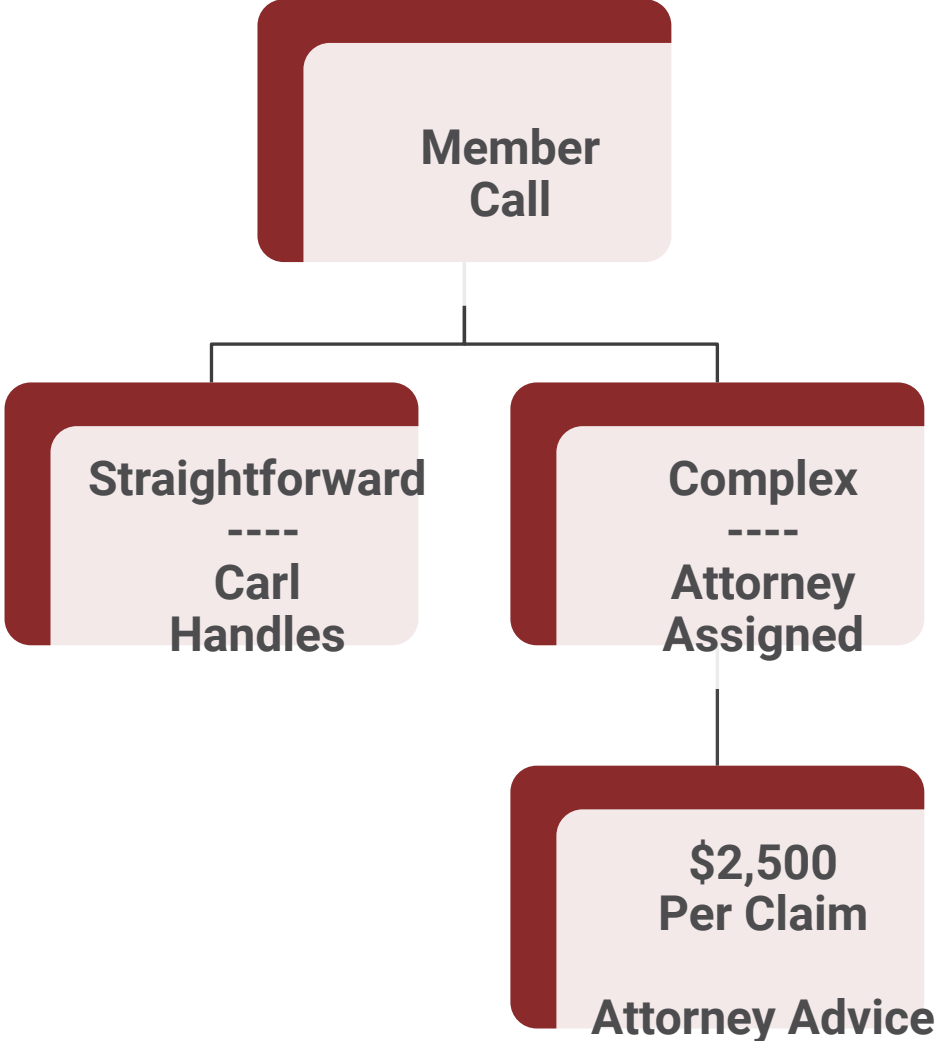 Member
Call
Straightforward
----
Carl
Handles
Complex
----
Attorney
Assigned
$2,500
Per Claim
Attorney Advice